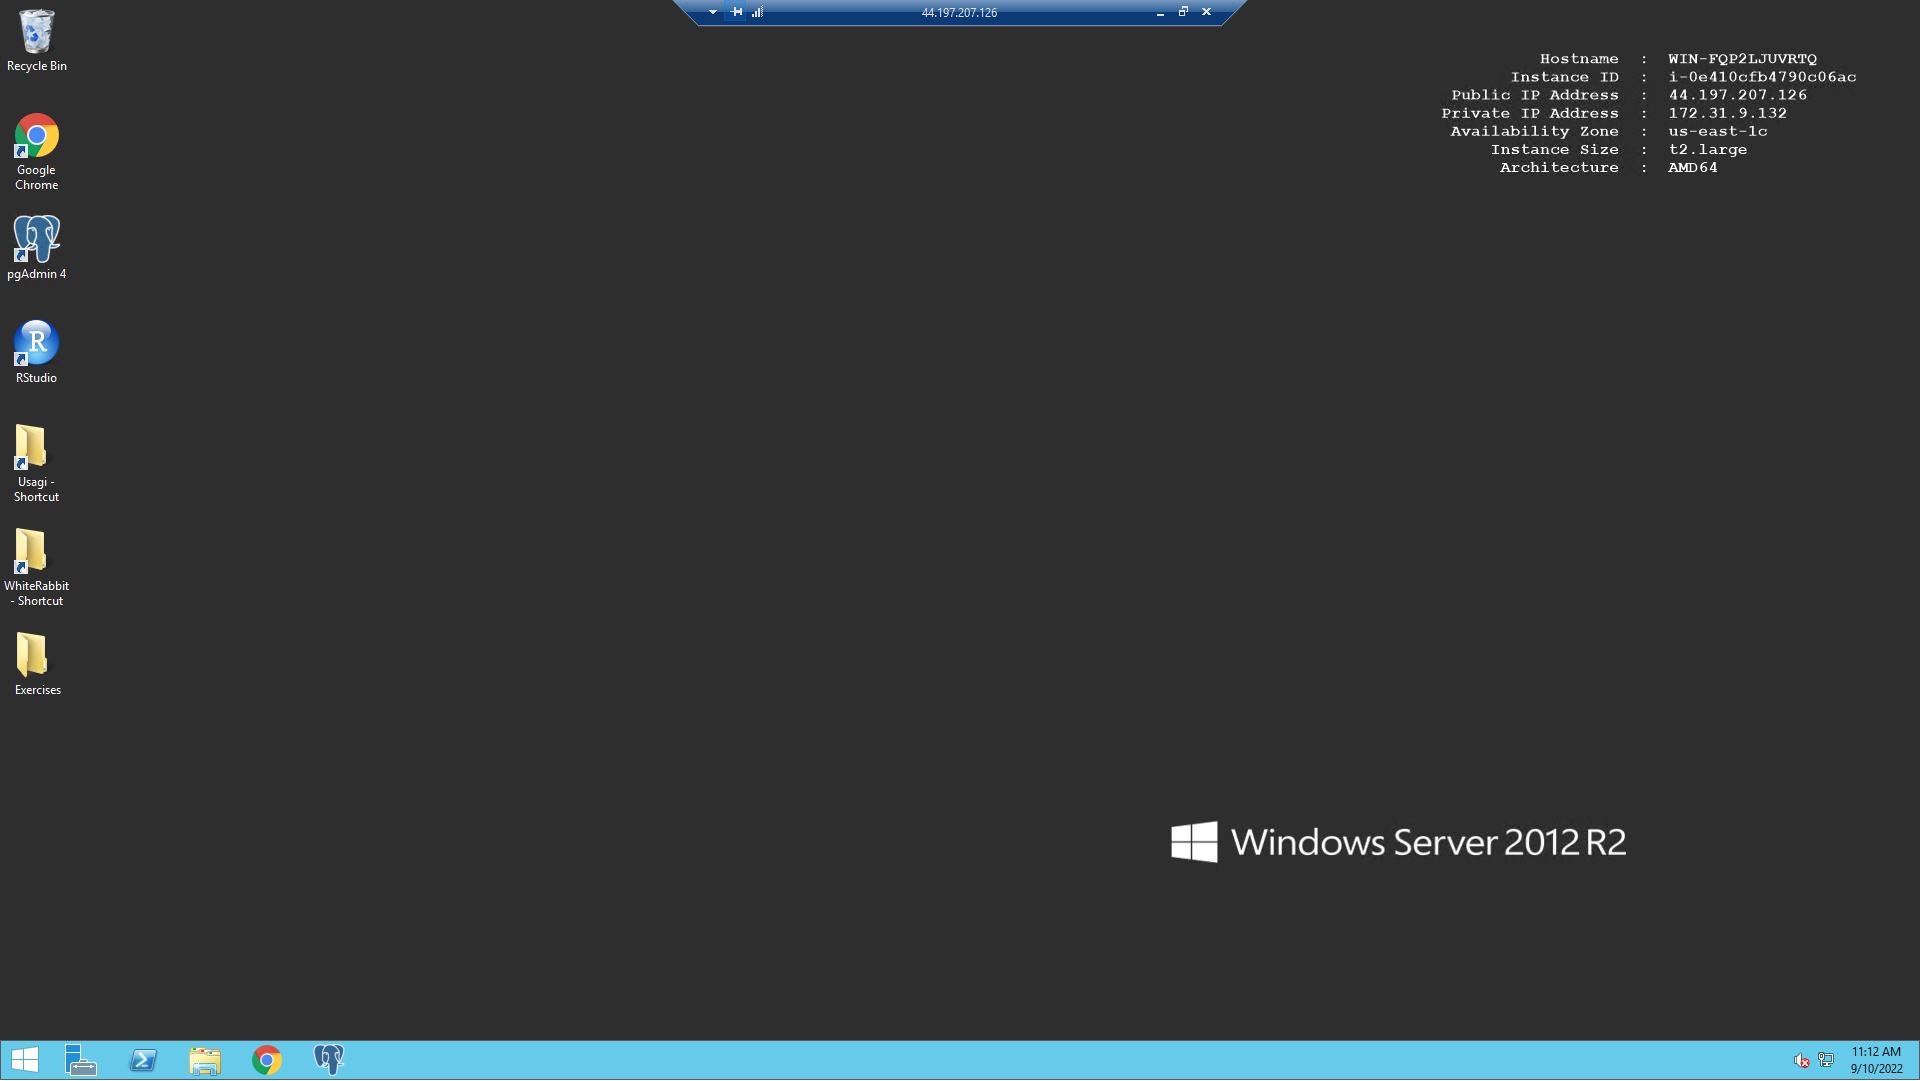 44.197.207.126
Recycle Bin
Google
Chrome
pgAdmin 4
RStudio
Usagi -
Shortcut
WhiteRabbit
- Shortcut
Exercises
Hostname : WIN-FQP2LJUVRTQ
Instance ID : i-0e410cfb4790c06ac
Public IP Address : 44.197.207.126
Private IP Address : 172.31.9.132
Availability Zone : us-east-1c
Instance Size : t2.large
Architecture : AMD64
Windows Server 2012 R2
11:12 AM
9/10/2022